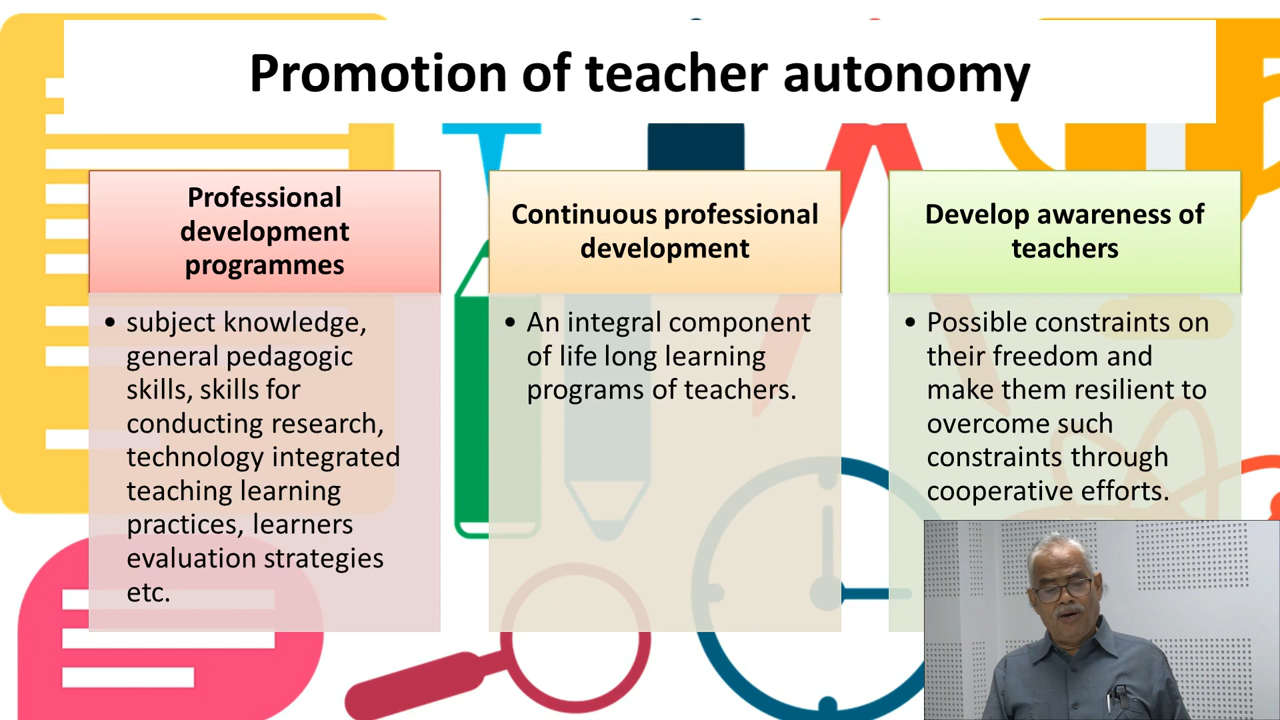 Promotion of teacher autonomy
Professional
development
programmes
• subject knowledge,
general pedagogic
skills, skills for
conducting research,
technology integrated
teaching learning
practices, learners
evaluation strategies
etc.
Continuous professional
development
• An integral component
of life long learning
programs of teachers.
Develop awareness of
teachers
• Possible constraints on
their freedom and
make them resilient to
overcome such
constraints through
cooperative efforts.